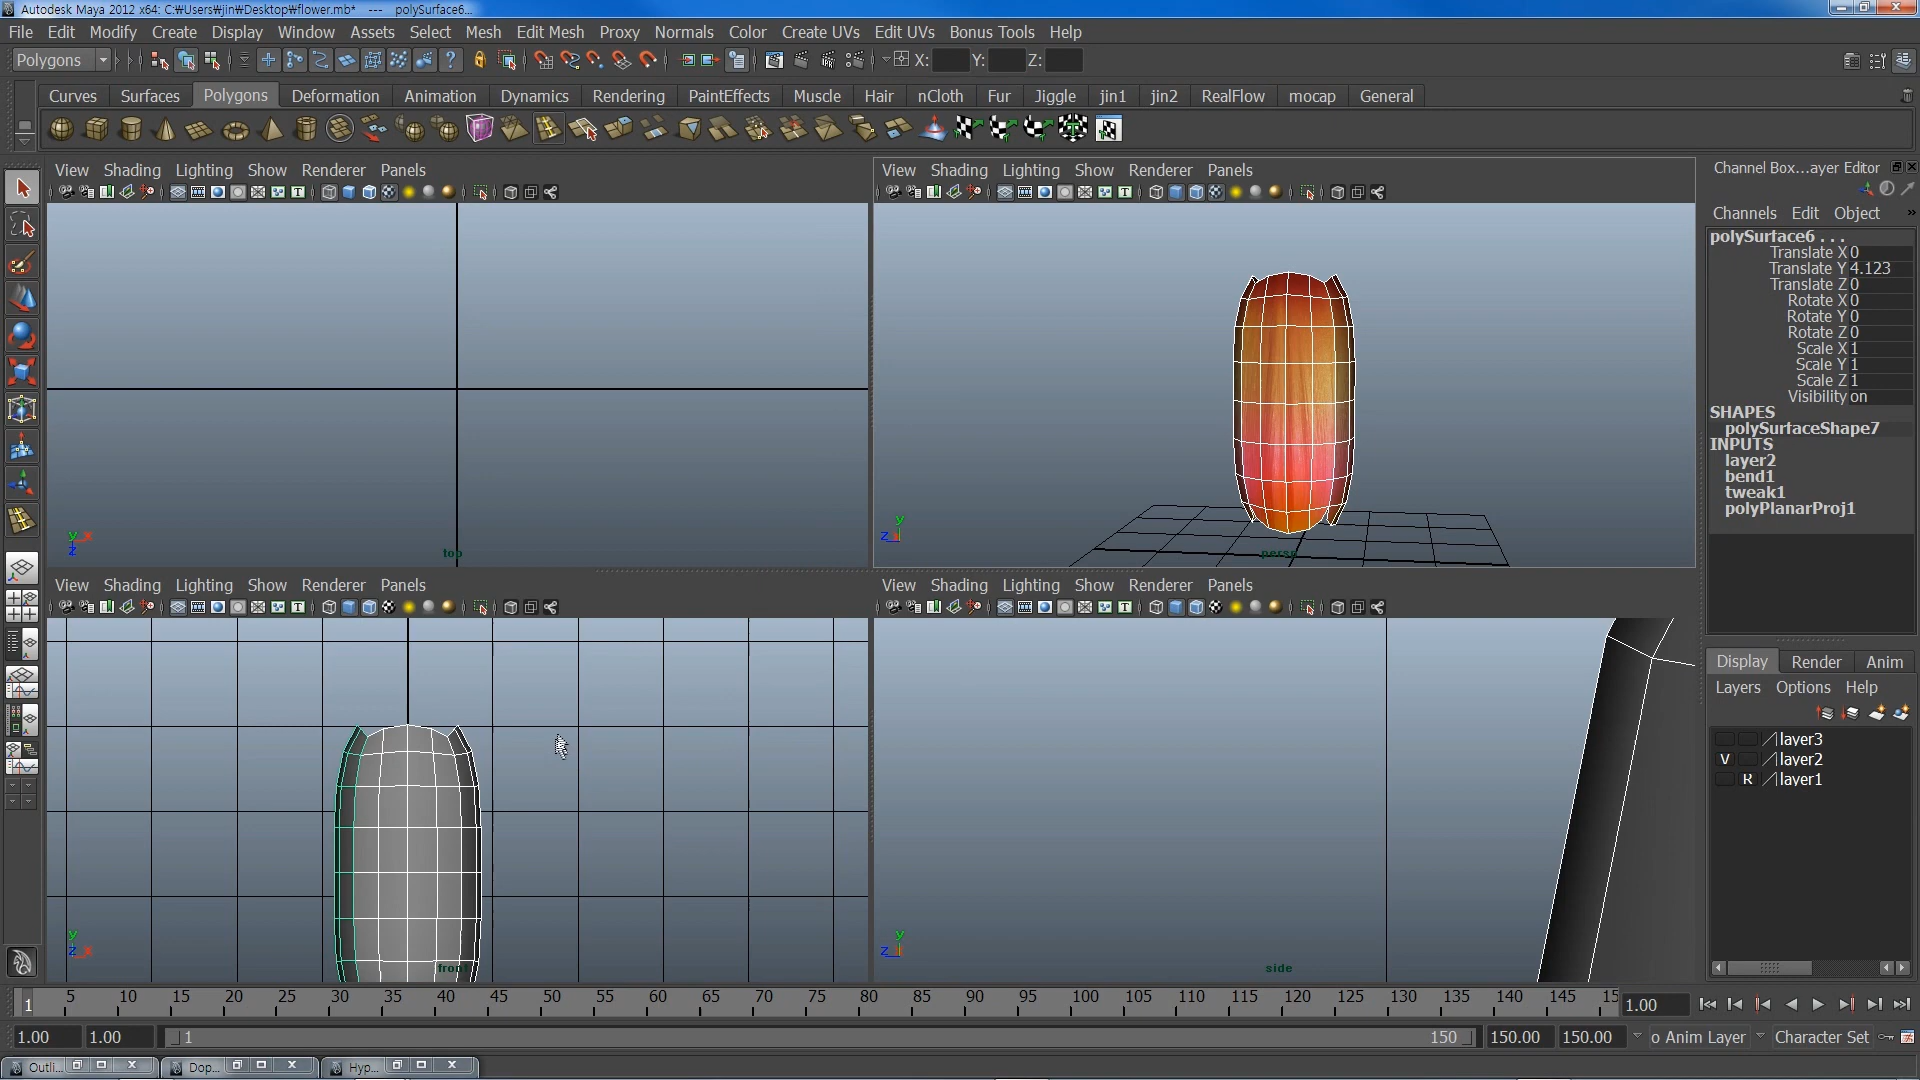 Autodesk Maya 2012 x64: C:₩Users₩jin₩Desktop₩flower.mb* --- polySurface6...
File Edit Modify Create Display Window Assets Select Mesh Edit Mesh Proxy Normals Color Create UVs Edit UVs Bonus Tools Help
Polygons X: Y: Z:
Curves Surfaces Polygons Deformation Animation Dynamics Rendering PaintEffects Muscle Hair nCloth Fur Jiggle jin1 jin2 RealFlow mocap General
View Shading Lighting Show Renderer Panels
View Shading Lighting Show Renderer Panels
Channel Box...ayer Editor
Channels Edit Object »
polySurface6 . . .
Translate X 0
Translate Y 4.123
Translate Z 0
Rotate X 0
Rotate Y 0
Rotate Z 0
Scale X 1
Scale Y 1
Scale Z 1
Visibility on
SHAPES
polySurfaceShape7
INPUTS
layer2
bend1
tweak1
polyPlanarProj1
y x z
top
y z
persp
View Shading Lighting Show Renderer Panels
View Shading Lighting Show Renderer Panels
y z x
front
y z
side
Display Render Anim
Layers Options Help
layer3
V layer2
R layer1
1 5 10 15 20 25 30 35 40 45 50 55 60 65 70 75 80 85 90 95 100 105 110 115 120 125 130 135 140 145 15 1.00
1.00 1.00 1 150 150.00 150.00 o Anim Layer Character Set
Outli... Dop... Hyp...